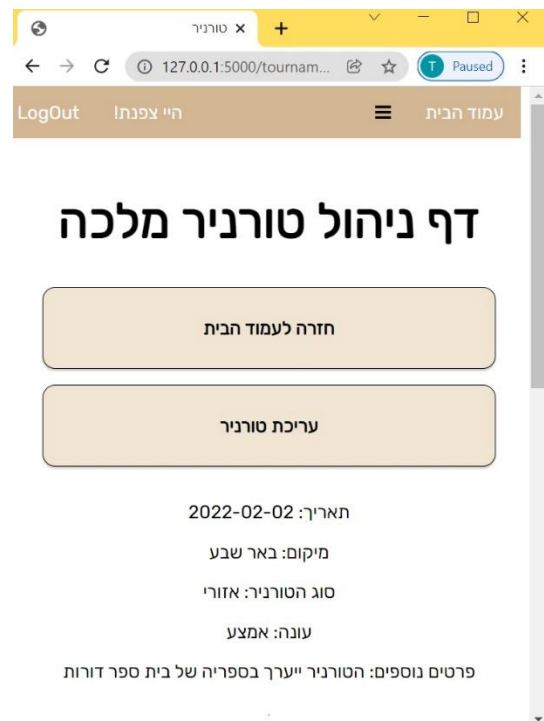 טורניר
127.0.0.1:5000/tournam...
T Paused
עמוד הבית היי צפנת! LogOut
דף ניהול טורניר מלכה
חזרה לעמוד הבית
עריכת טורניר
תאריך: 2022-02-02
מיקום: באר שבע
סוג הטורניר: אזורי
עונה: אמצע
פרטים נוספים: הטורניר ייערך בספריה של בית ספר דורות